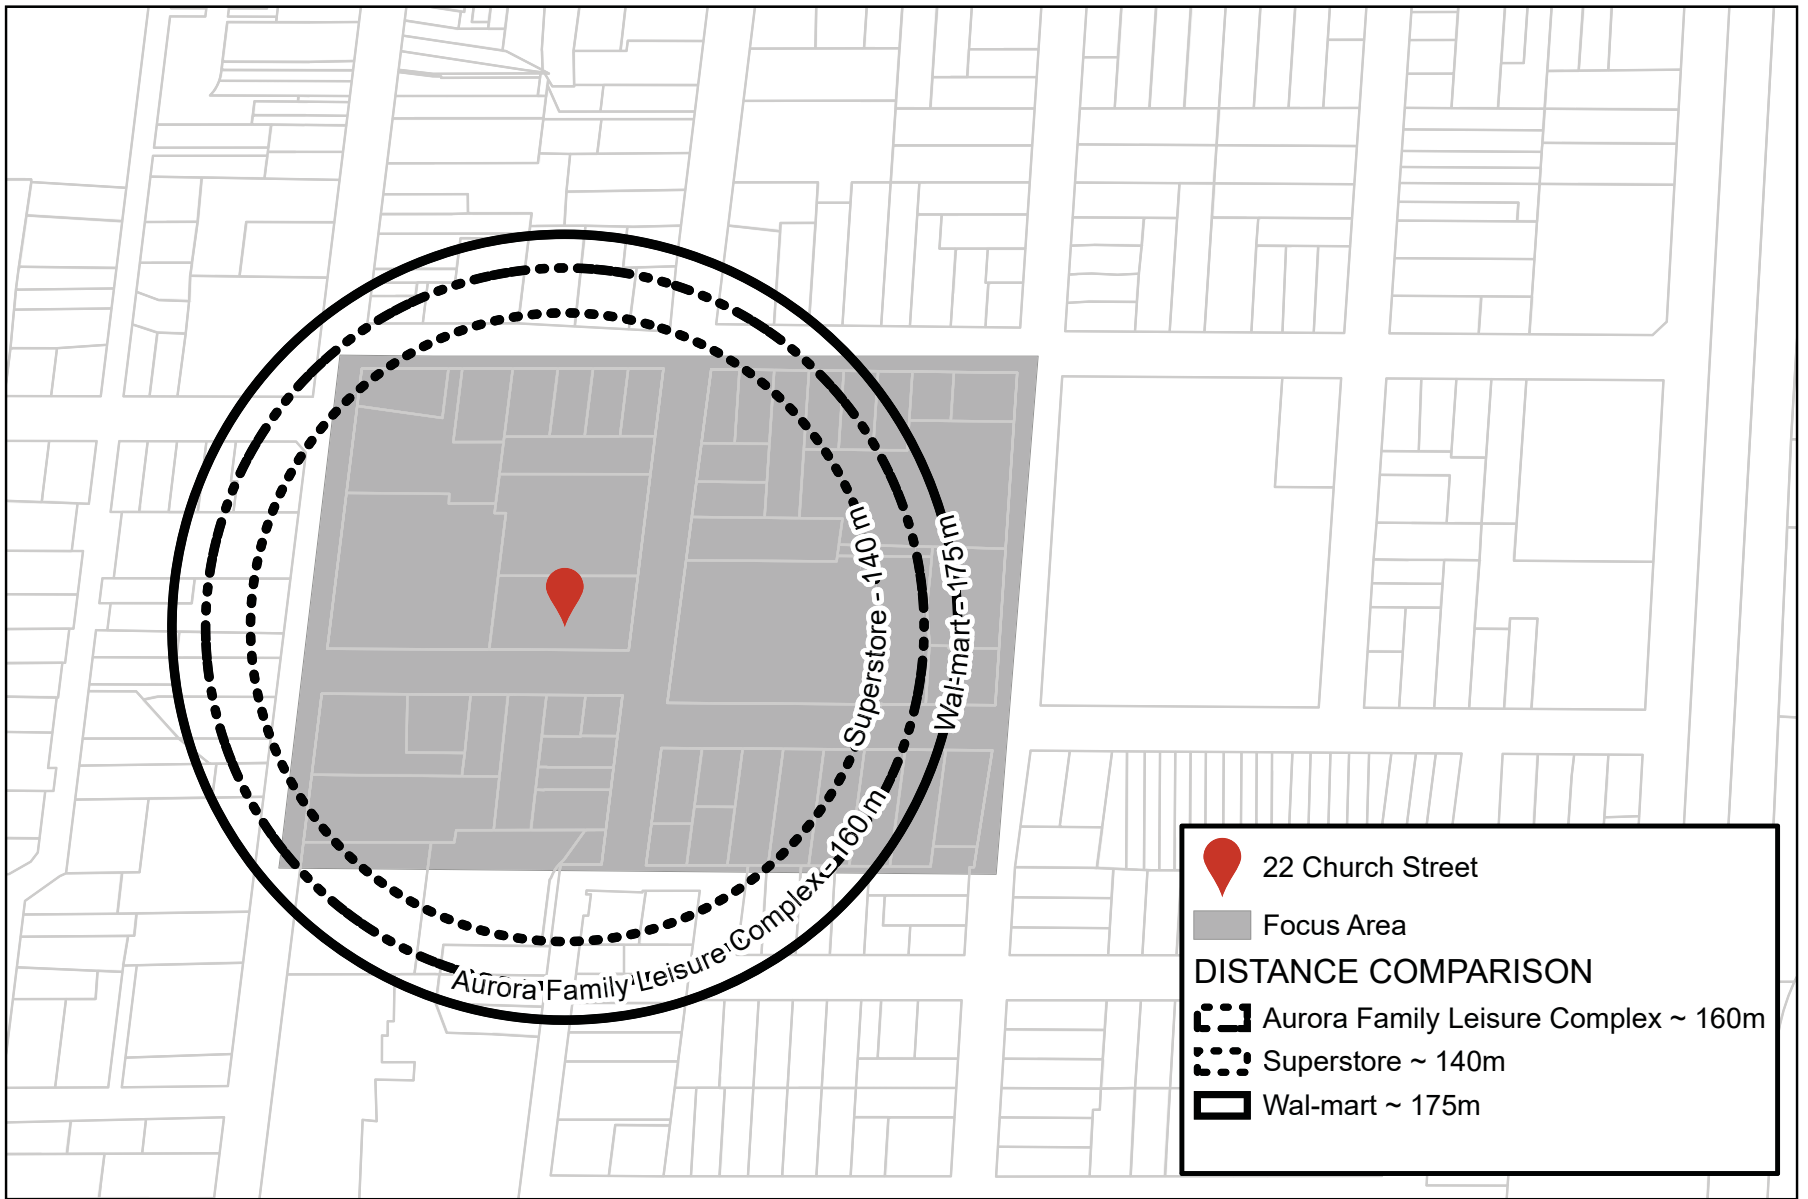 Superstore - 140 m
Wal-mart - 175 m
Aurora Family Leisure Complex - 160 m
22 Church Street
Focus Area
DISTANCE COMPARISON
Aurora Family Leisure Complex ~ 160m
Superstore ~ 140m
Wal-mart ~ 175m